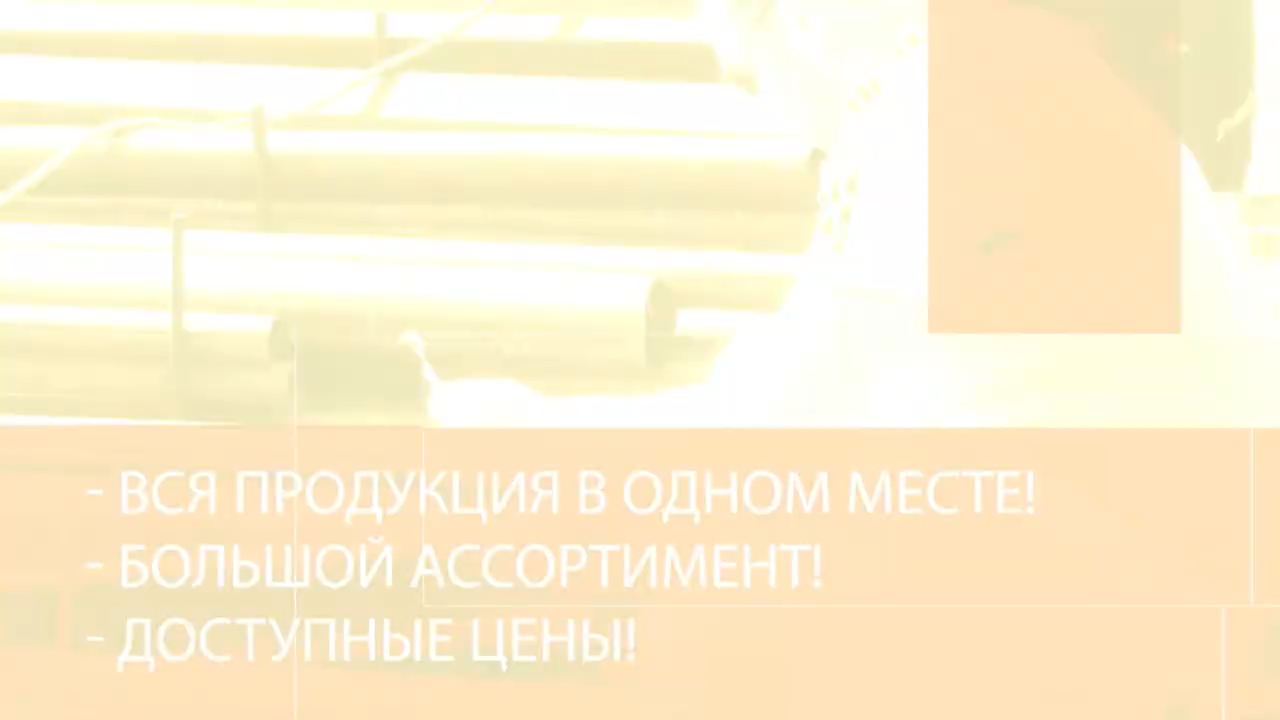 - ВСЯ ПРОДУКЦИЯ В ОДНОМ МЕСТЕ!
- БОЛЬШОЙ АССОРТИМЕНТ!
- ДОСТУПНЫЕ ЦЕНЫ!